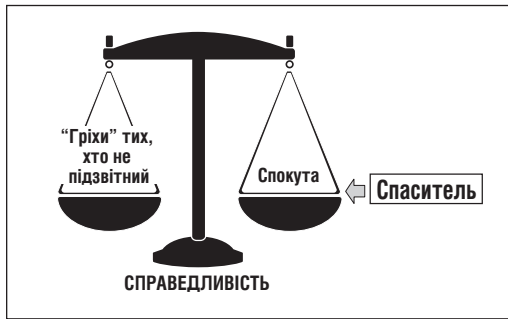 “Гріхи” тих,
хто не
підзвітний
Спокута
Спаситель
СПРАВЕДЛИВІСТЬ